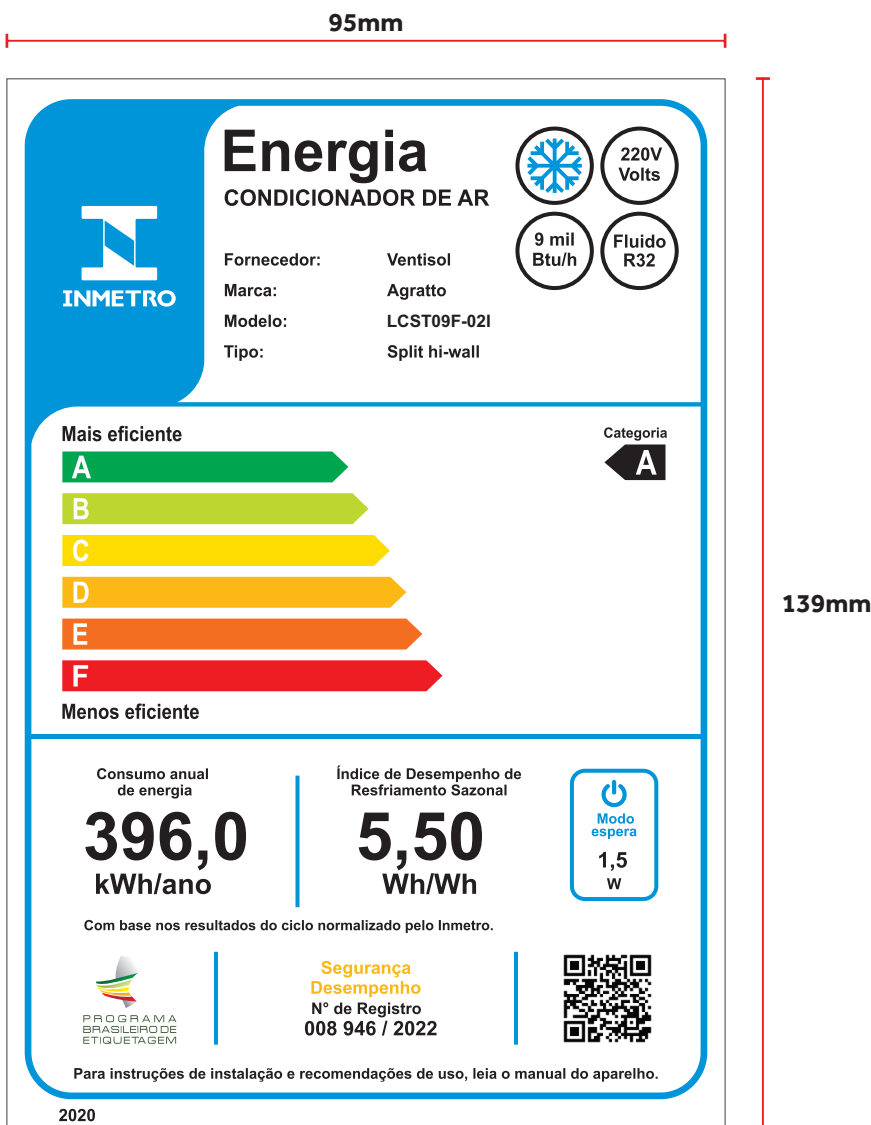 95mm
Energia
CONDICIONADOR DE AR
220V
Volts
9 mil
Btu/h
Fluido
R32
INMETRO
Fornecedor: Ventisol
Marca: Agratto
Modelo: LCST09F-02I
Tipo: Split hi-wall
Mais eficiente
Categoria
A
A
B
C
D
E
F
Menos eficiente
139mm
Consumo anual
de energia
396,0
kWh/ano
Índice de Desempenho de
Resfriamento Sazonal
5,50
Wh/Wh
Modo
espera
1,5
W
Com base nos resultados do ciclo normalizado pelo Inmetro.
PROGRAMA
BRASILEIRO DE
ETIQUETAGEM
Segurança
Desempenho
N° de Registro
008 946 / 2022
Para instruções de instalação e recomendações de uso, leia o manual do aparelho.
2020